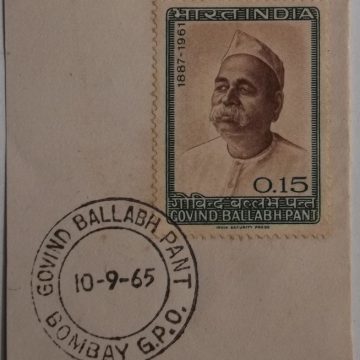 भारत INDIA
1887-1961
0.15
गोविन्द बल्लभ पन्त
GOVIND BALLABH PANT
INDIA SECURITY PRESS
GOVIND BALLABH PANT
10-9-65
BOMBAY G.P.O.